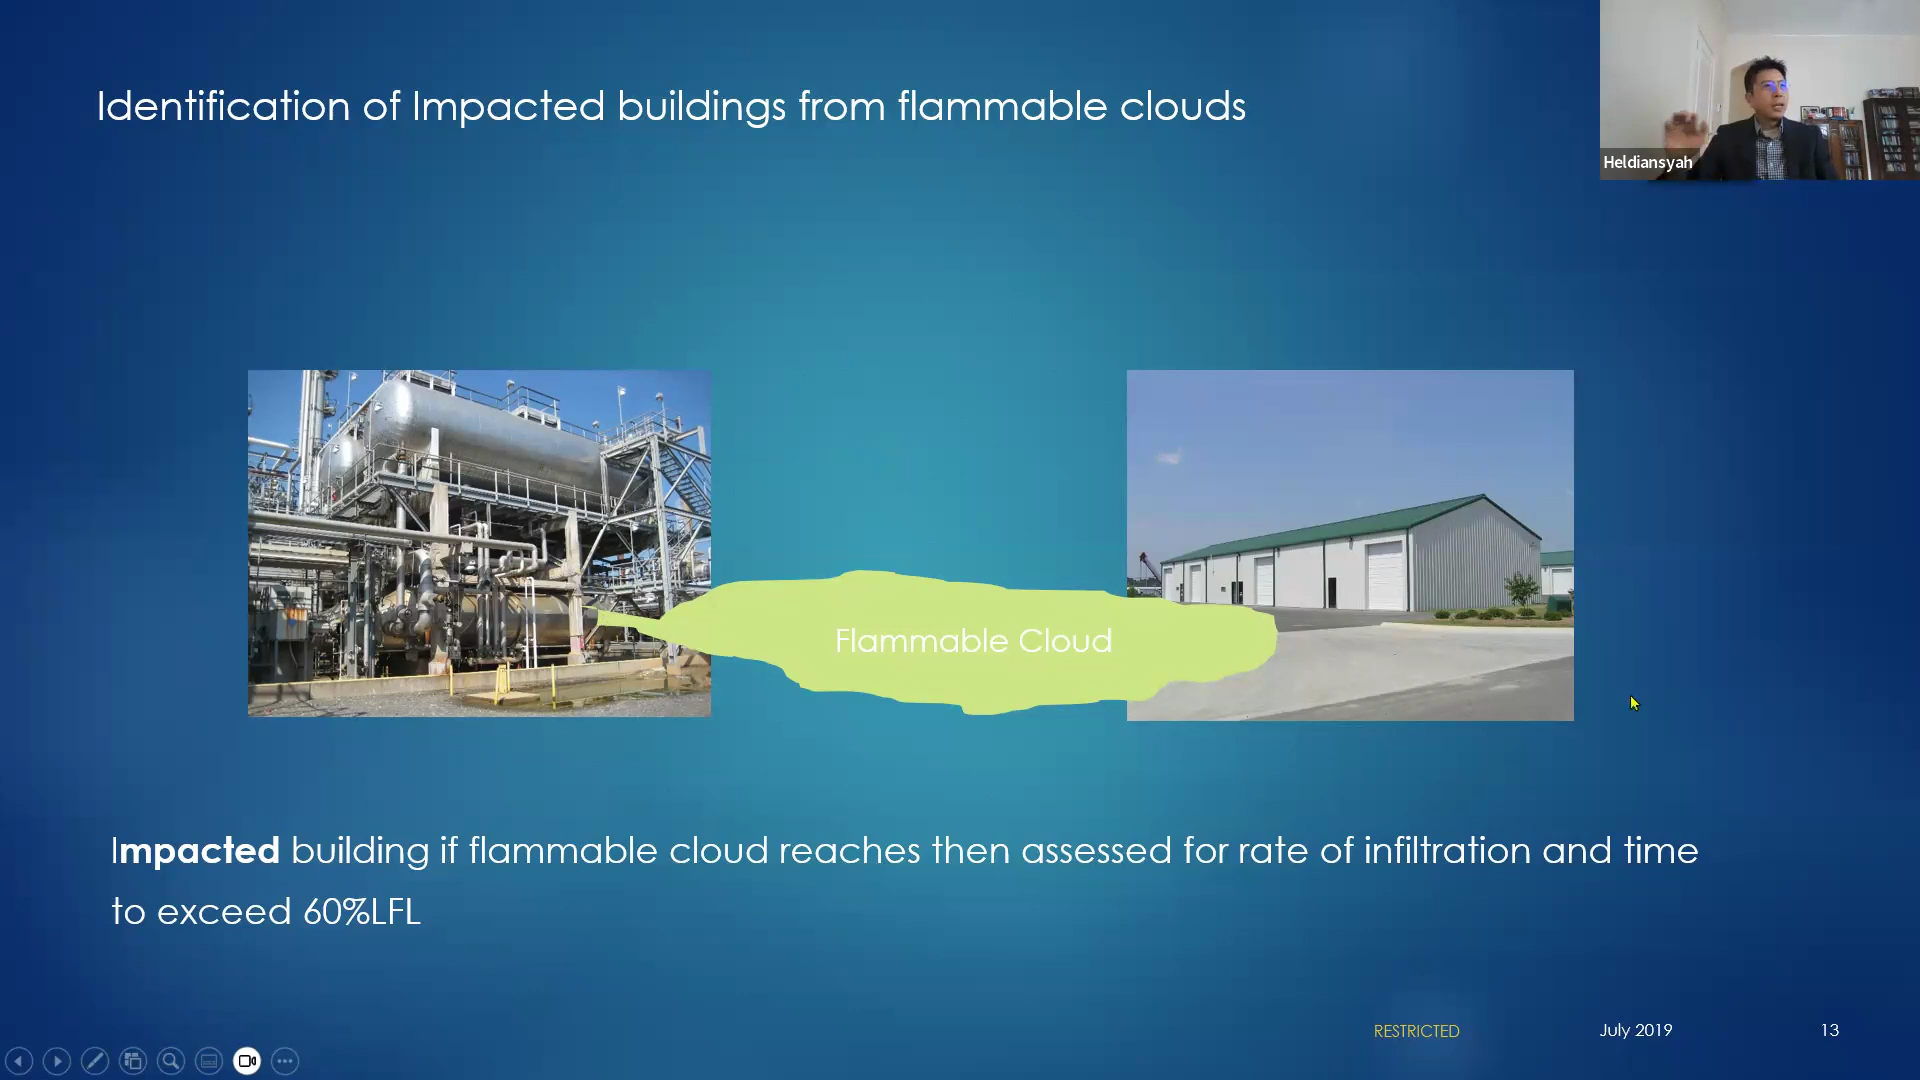 Identification of Impacted buildings from flammable clouds
Heldiansyah
Flammable Cloud
Impacted building if flammable cloud reaches then assessed for rate of infiltration and time
to exceed 60%LFL
RESTRICTED
July 2019
13